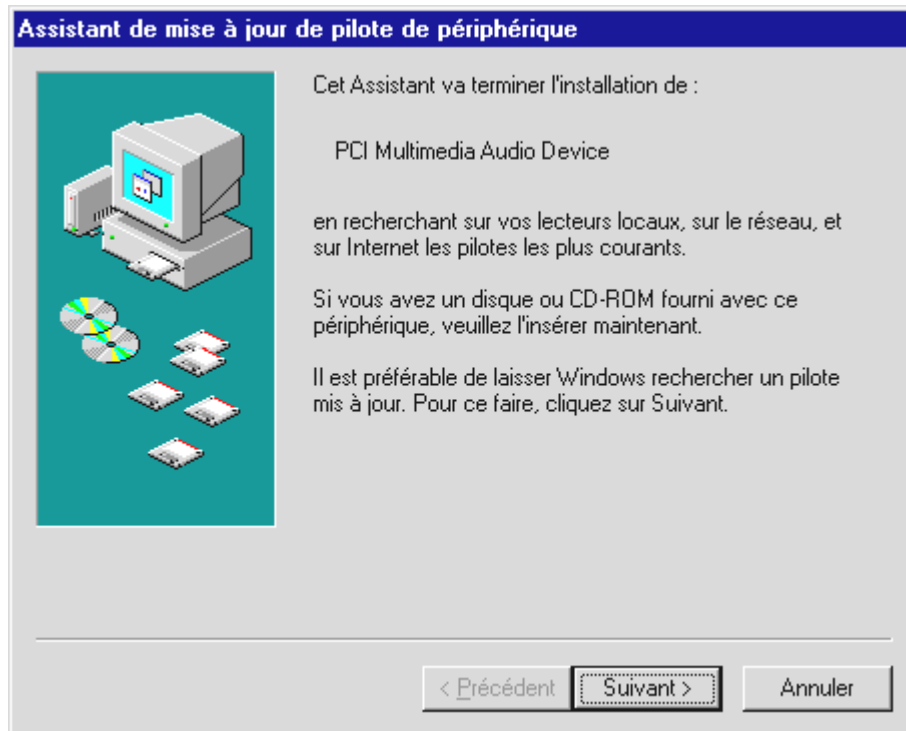 Assistant de mise à jour de pilote de périphérique
Cet Assistant va terminer l'installation de :
PCI Multimedia Audio Device
en recherchant sur vos lecteurs locaux, sur le réseau, et
sur Internet les pilotes les plus courants.
Si vous avez un disque ou CD-ROM fourni avec ce
périphérique, veuillez l'insérer maintenant.
Il est préférable de laisser Windows rechercher un pilote
mis à jour. Pour ce faire, cliquez sur Suivant.
< Précédent
Suivant >
Annuler